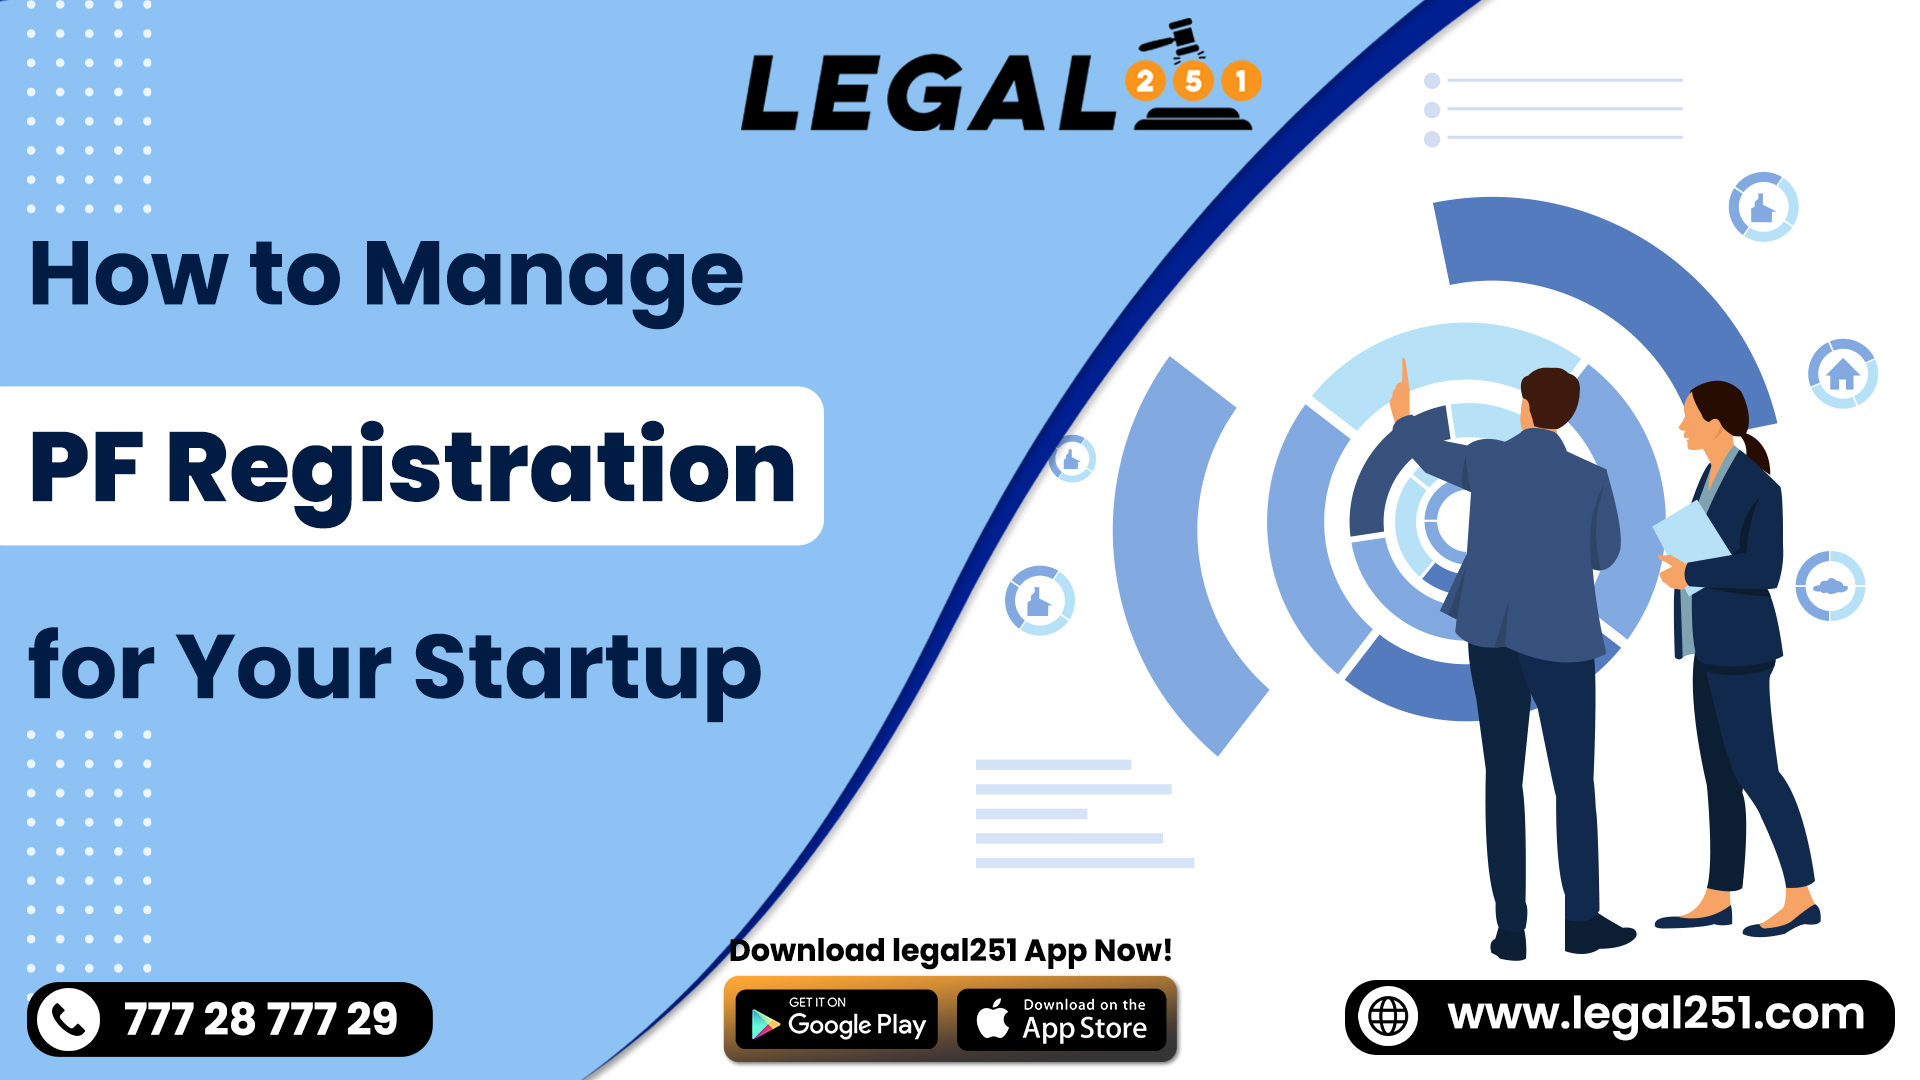 LEGAL 251
How to Manage
PF Registration
for Your Startup
Download legal251 App Now!
GET IT ON
Google Play
Download on the
App Store
777 28 777 29
www.legal251.com